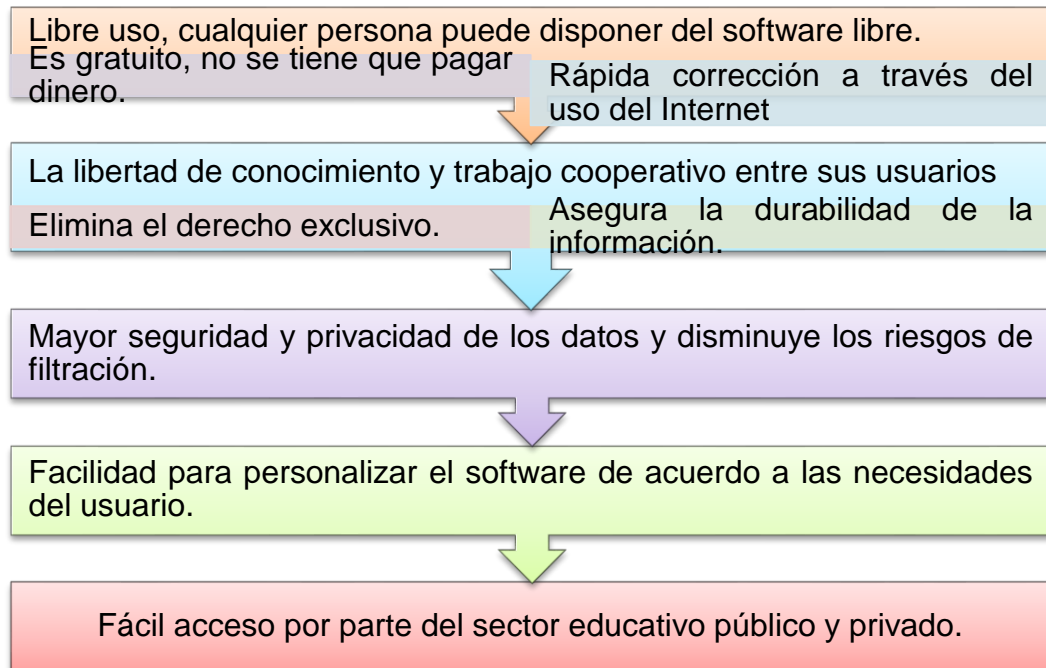 Libre uso, cualquier persona puede disponer del software libre.
Es gratuito, no se tiene que pagar
dinero.
Rápida corrección a través del
uso del Internet
La libertad de conocimiento y trabajo cooperativo entre sus usuarios
Elimina el derecho exclusivo.
Asegura la durabilidad de la
información.
Mayor seguridad y privacidad de los datos y disminuye los riesgos de
filtración.
Facilidad para personalizar el software de acuerdo a las necesidades
del usuario.
Fácil acceso por parte del sector educativo público y privado.